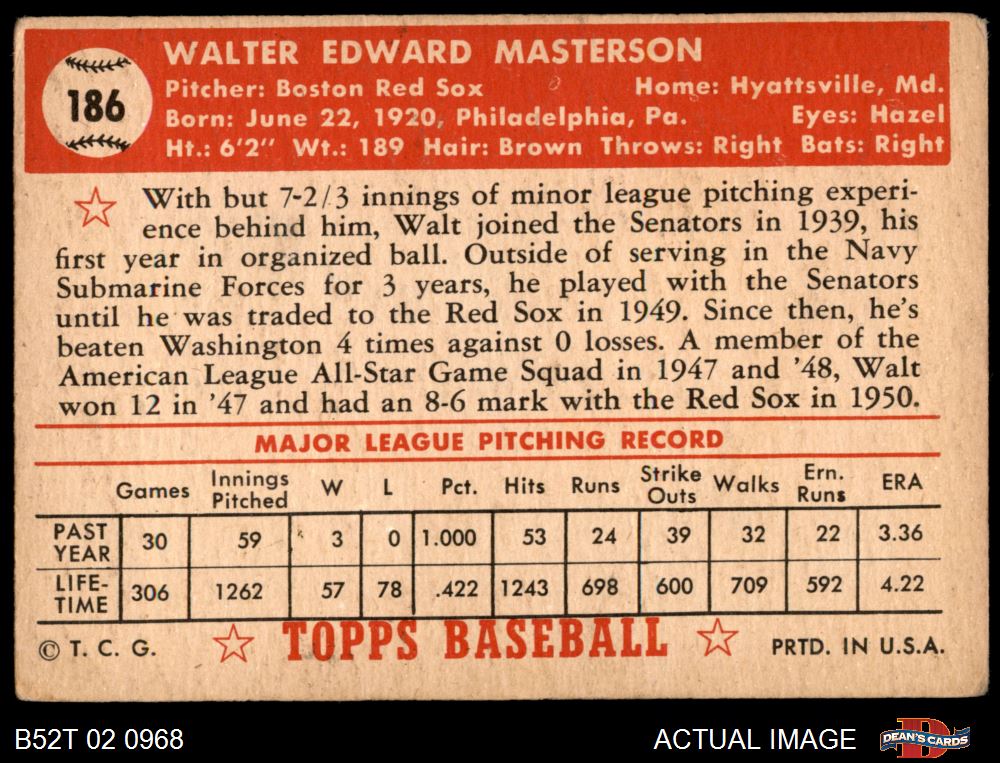 186
WALTER EDWARD MASTERSON
Pitcher: Boston Red Sox Home: Hyattsville, Md.
Born: June 22, 1920, Philadelphia, Pa. Eyes: Hazel
Ht.: 6'2" Wt.: 189 Hair: Brown Throws: Right Bats: Right
With but 7-2/3 innings of minor league pitching experi-
ence behind him, Walt joined the Senators in 1939, his
first year in organized ball. Outside of serving in the Navy
Submarine Forces for 3 years, he played with the Senators
until he was traded to the Red Sox in 1949. Since then, he's
beaten Washington 4 times against 0 losses. A member of the
American League All-Star Game Squad in 1947 and '48, Walt
won 12 in '47 and had an 8-6 mark with the Red Sox in 1950.
MAJOR LEAGUE PITCHING RECORD
Games Innings Pitched W L Pct. Hits Runs Strike Outs Walks Ern. Runs ERA
PAST YEAR 30 59 3 0 1.000 53 24 39 32 22 3.36
LIFE-TIME 306 1262 57 78 .422 1243 698 600 709 592 4.22
© T. C. G. TOPPS BASEBALL PRTD. IN U.S.A.
B52T 02 0968 ACTUAL IMAGE DEAN'S CARDS